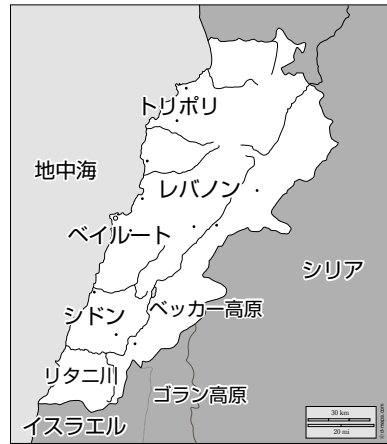 トリポリ
地中海
レバノン
ベイルート
シリア
シドン
ベッカー高原
リタニ川
ゴラン高原
イスラエル
30 km
20 mi
© d-maps.com